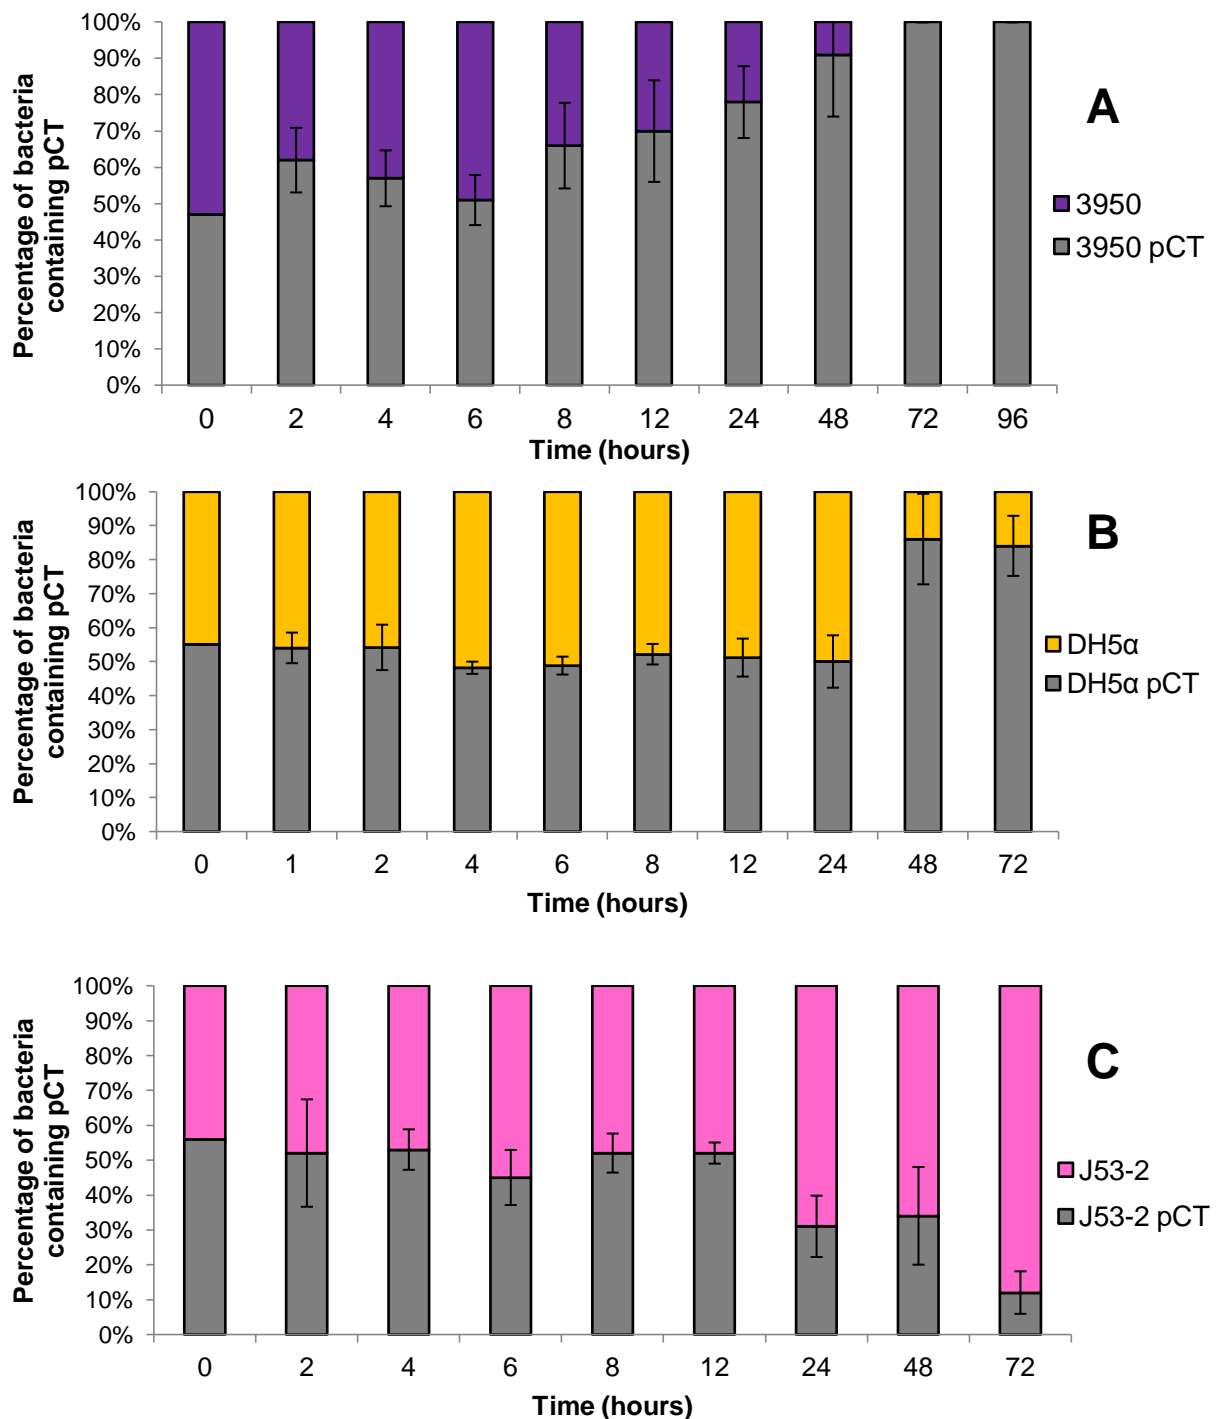 100%
90%
80%
70%
60%
50%
40%
30%
20%
10%
0%
Percentage of bacteria
containing pCT
0 2 4 6 8 12 24 48 72 96
Time (hours)
A
3950
3950 pCT
100%
90%
80%
70%
60%
50%
40%
30%
20%
10%
0%
Percentage of bacteria
containing pCT
0 1 2 4 6 8 12 24 48 72
Time (hours)
B
DH5α
DH5α pCT
100%
90%
80%
70%
60%
50%
40%
30%
20%
10%
0%
Percentage of bacteria
containing pCT
0 2 4 6 8 12 24 48 72
Time (hours)
C
J53-2
J53-2 pCT